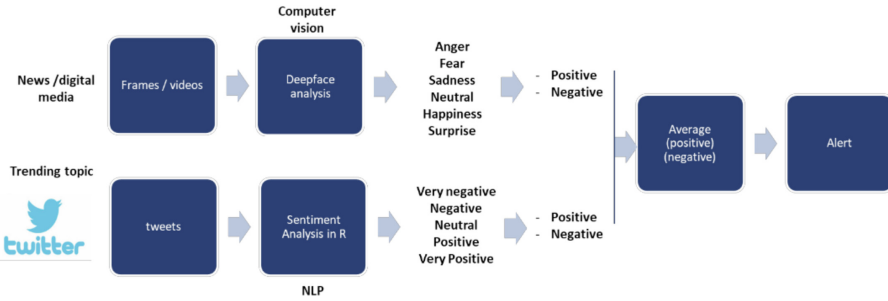 Computer
vision
News /digital
media
Frames / videos
Deepface
analysis
Anger
Fear
Sadness
Neutral
Happiness
Surprise
- Positive
- Negative
Average
(positive)
(negative)
Alert
Trending topic
twitter
tweets
Sentiment
Analysis in R
NLP
Very negative
Negative
Neutral
Positive
Very Positive
- Positive
- Negative